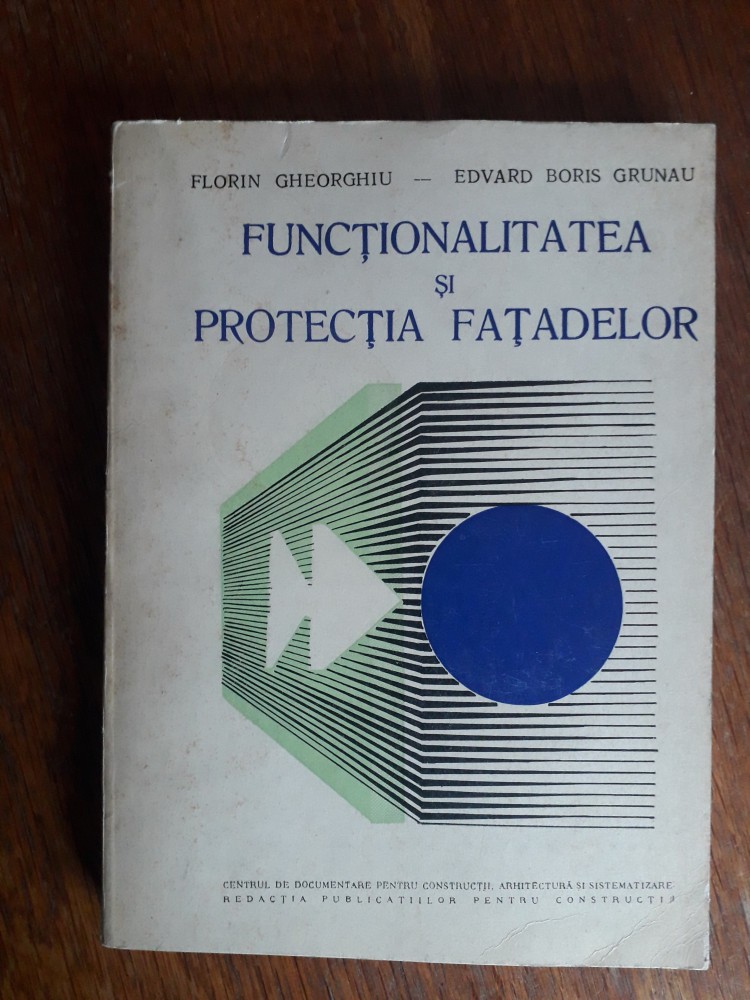 FLORIN GHEORGHIU — EDVARD BORIS GRUNAU
FUNCȚIONALITATEA
ȘI
PROTECȚIA FAȚADELOR
CENTRUL DE DOCUMENTARE PENTRU CONSTRUCȚII, ARHITECTURĂ ȘI SISTEMATIZARE
REDACȚIA PUBLICAȚIILOR PENTRU CONSTRUCȚII